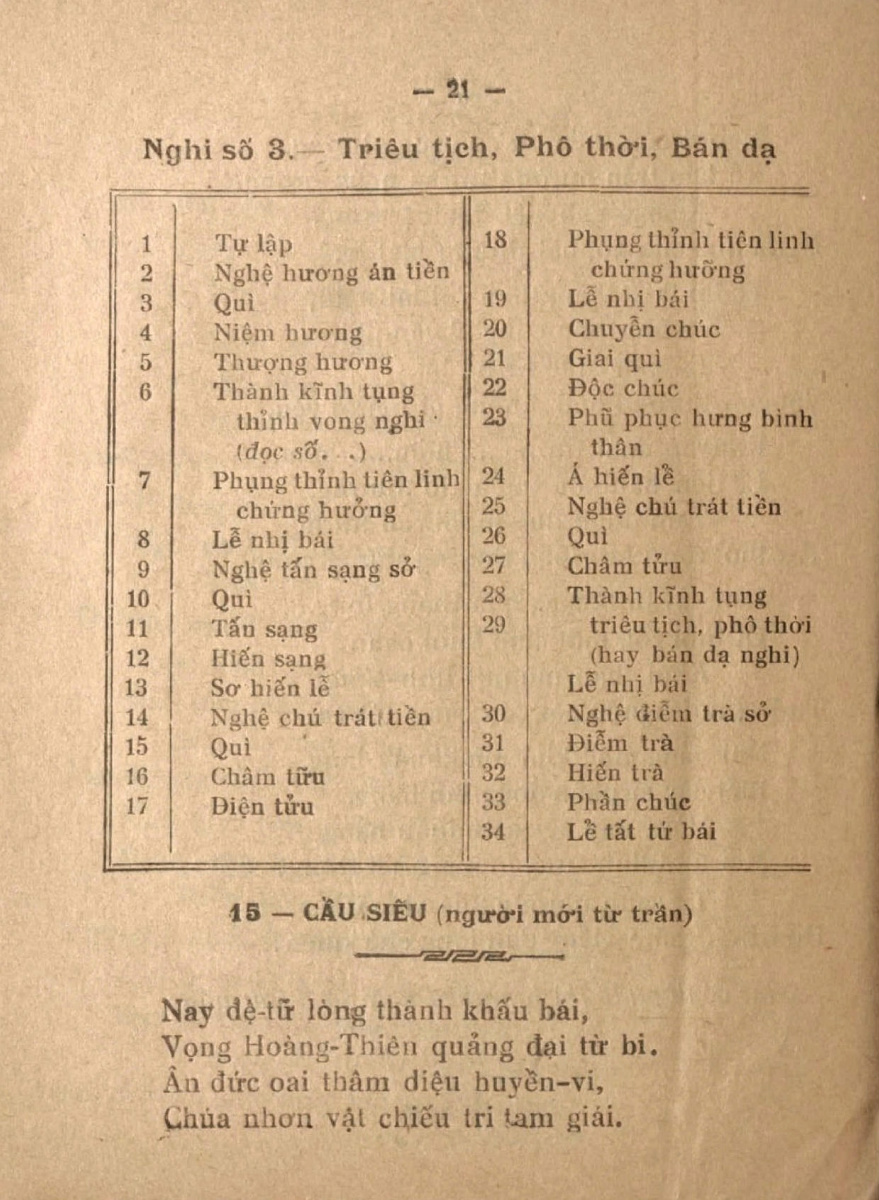 — 21 —
Nghi số 3. — Triêu tịch, Phô thời, Bán dạ
1 Tự lập
2 Nghệ hương án tiền
3 Quì
4 Niệm hương
5 Thượng hương
6 Thành kĩnh tụng
thỉnh vong nghi
(đọc số. . .)
7 Phụng thỉnh tiên linh
chứng hưởng
8 Lễ nhị bái
9 Nghệ tấn sạng sở
10 Quì
11 Tấn sạng
12 Hiến sạng
13 Sơ hiến lễ
14 Nghệ chú trát tiền
15 Quì
16 Châm tữu
17 Điện tửu
18 Phụng thỉnh tiên linh
chứng hưỡng
19 Lễ nhị bái
20 Chuyển chúc
21 Giai quì
22 Độc chúc
23 Phũ phục hưng bình
thân
24 Á hiến lề
25 Nghệ chú trát tiền
26 Quì
27 Châm tửu
28 Thành kĩnh tụng
29 triêu tịch, phô thời
(hay bán dạ nghi)
Lễ nhị bái
30 Nghệ điểm trà sở
31 Điểm trà
32 Hiến trà
33 Phần chúc
34 Lề tất tứ bái
15 — CẦU SIÊU (người mới từ trần)
Nay đệ-tữ lòng thành khấu bái,
Vọng Hoàng-Thiên quảng đại từ bi.
Ân đức oai thâm diệu huyền-vi,
Chúa nhơn vật chiếu tri tam giái.